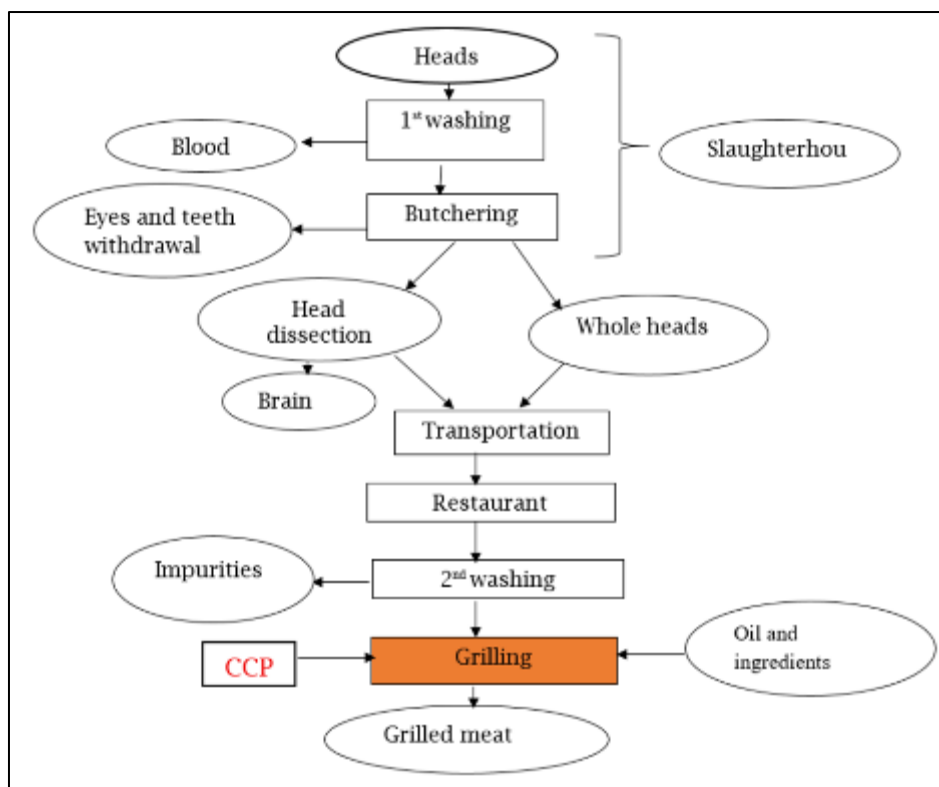 Heads
1st washing
Blood
Slaughterhou
Butchering
Eyes and teeth
withdrawal
Head
dissection
Whole heads
Brain
Transportation
Restaurant
Impurities
2nd washing
Oil and
ingredients
CCP
Grilling
Grilled meat